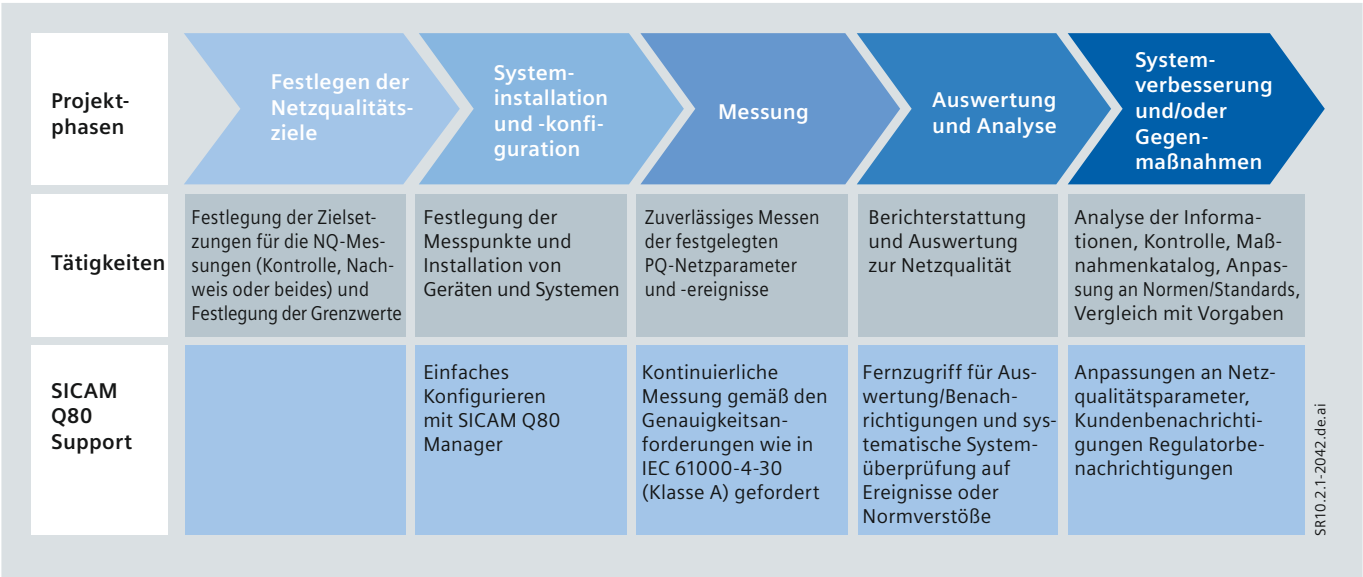 Projekt-
phasen
Festlegen der
Netzqualitäts-
ziele
System-
installation
und -konfi-
guration
Messung
Auswertung
und Analyse
System-
verbesserung
und/oder
Gegen-
maßnahmen
Tätigkeiten
Festlegung der Zielset-
zungen für die NQ-Mes-
sungen (Kontrolle, Nach-
weis oder beides) und
Festlegung der Grenzwerte
Festlegung der
Messpunkte und
Installation von
Geräten und Systemen
Zuverlässiges Messen
der festgelegten
PQ-Netzparameter
und -ereignisse
Berichterstattung
und Auswertung
zur Netzqualität
Analyse der Informa-
tionen, Kontrolle, Maß-
nahmenkatalog, Anpas-
sung an Normen/Standards,
Vergleich mit Vorgaben
SICAM
Q80
Support
Einfaches
Konfigurieren
mit SICAM Q80
Manager
Kontinuierliche
Messung gemäß den
Genauigkeitsan-
forderungen wie in
IEC 61000-4-30
(Klasse A) gefordert
Fernzugriff für Aus-
wertung/Benach-
richtigungen und sys-
tematische System-
überprüfung auf
Ereignisse oder
Normverstöße
Anpassungen an Netz-
qualitätsparameter,
Kundenbenachrichti-
gungen Regulatorbe-
nachrichtigungen
SR10.2.1-2042.de.ai